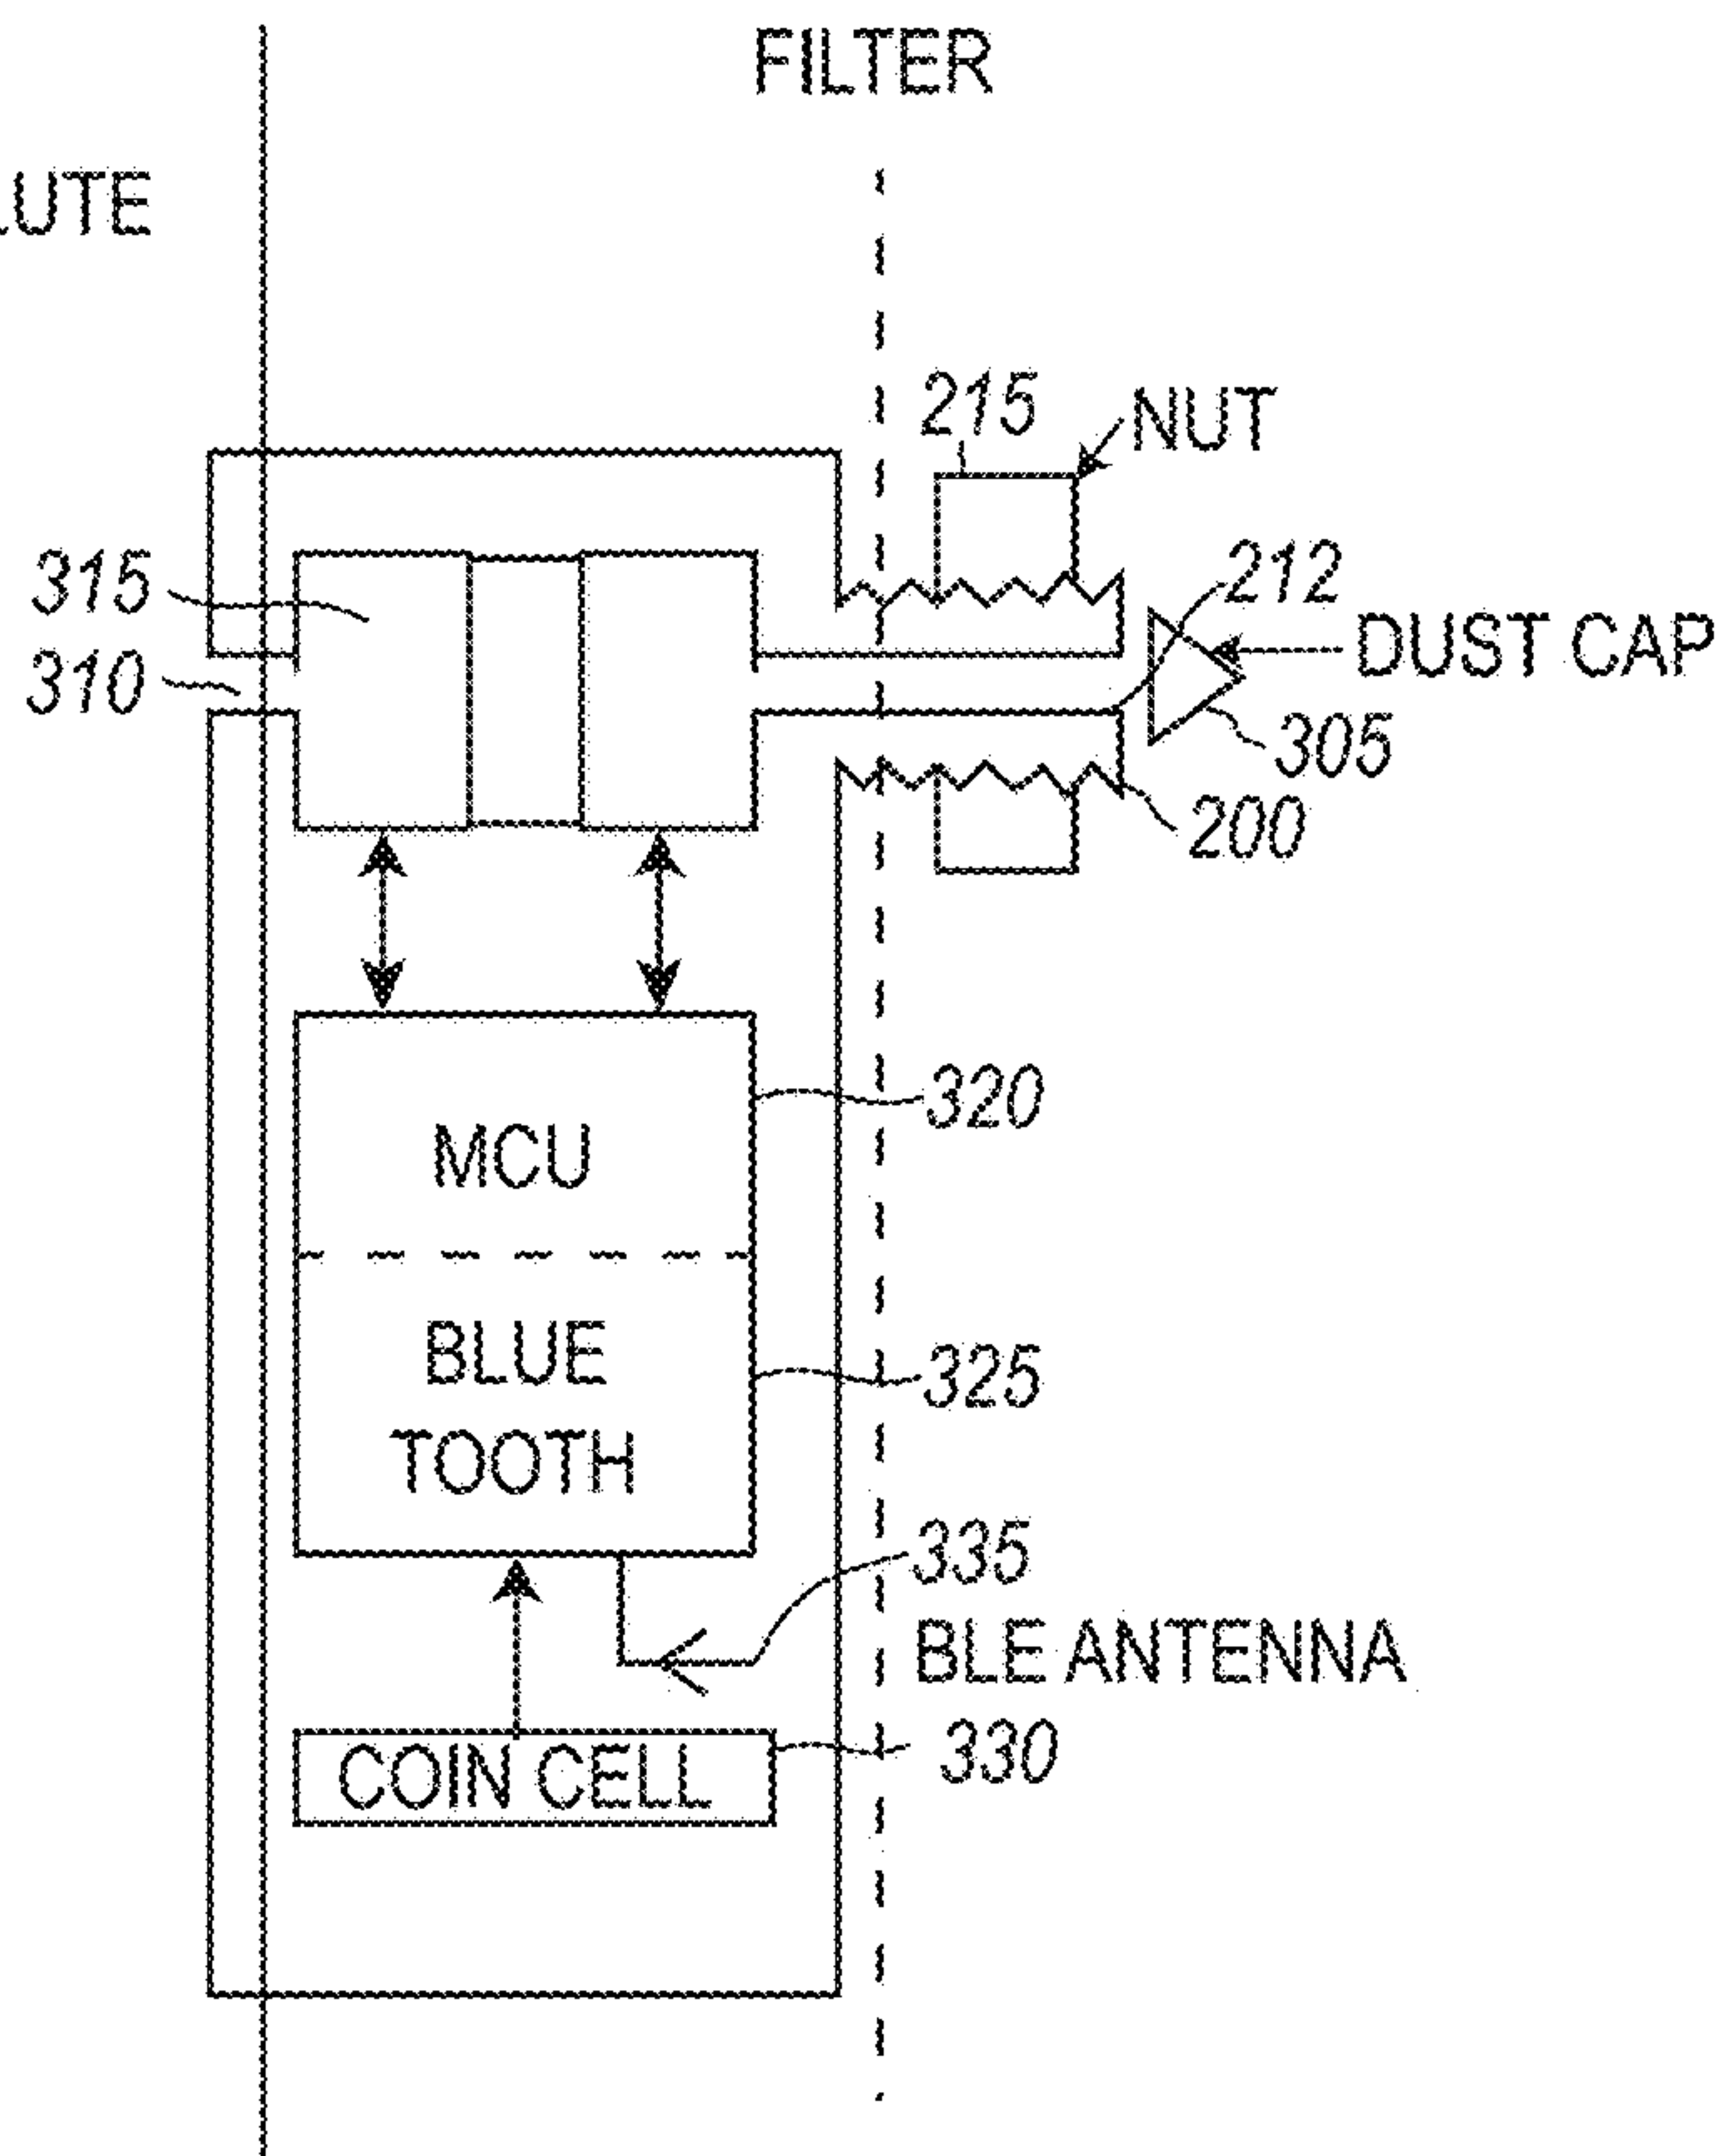 FILTER
215
NUT
315
212
310
DUST CAP
305
200
MCU
320
BLUE
TOOTH
325
335
BLE ANTENNA
COIN CELL
330